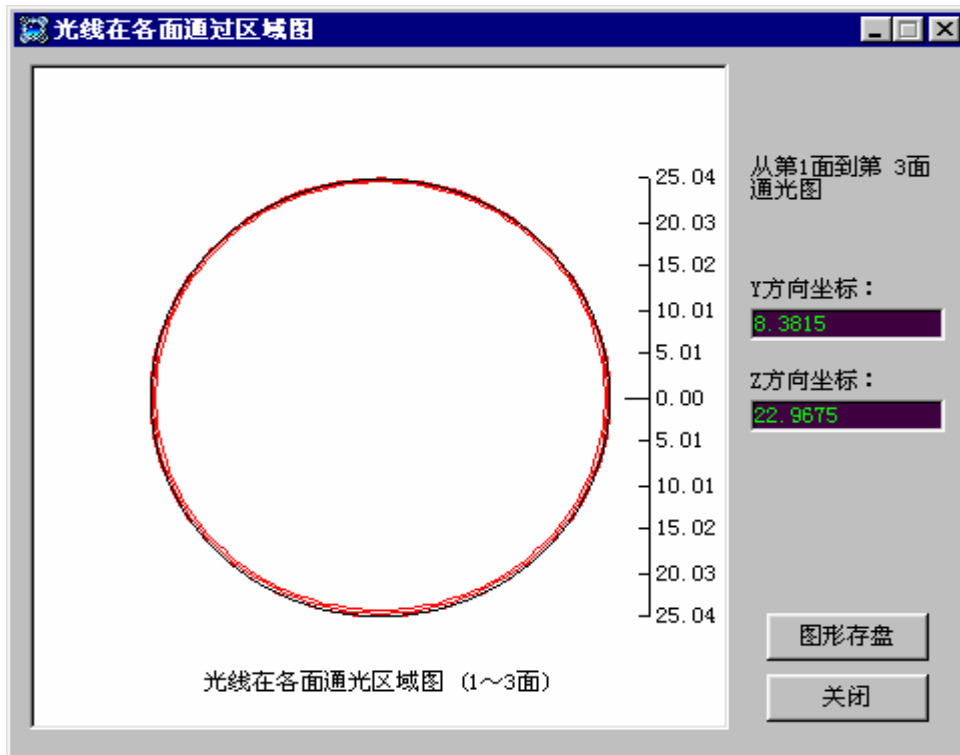 光线在各面通过区域图
25.04
20.03
15.02
10.01
5.01
0.00
5.01
10.01
15.02
20.03
25.04
光线在各面通光区域图 (1～3面)
从第1面到第 3面
通光图
Y方向坐标：
8.3815
Z方向坐标：
22.9675
图形存盘
关闭